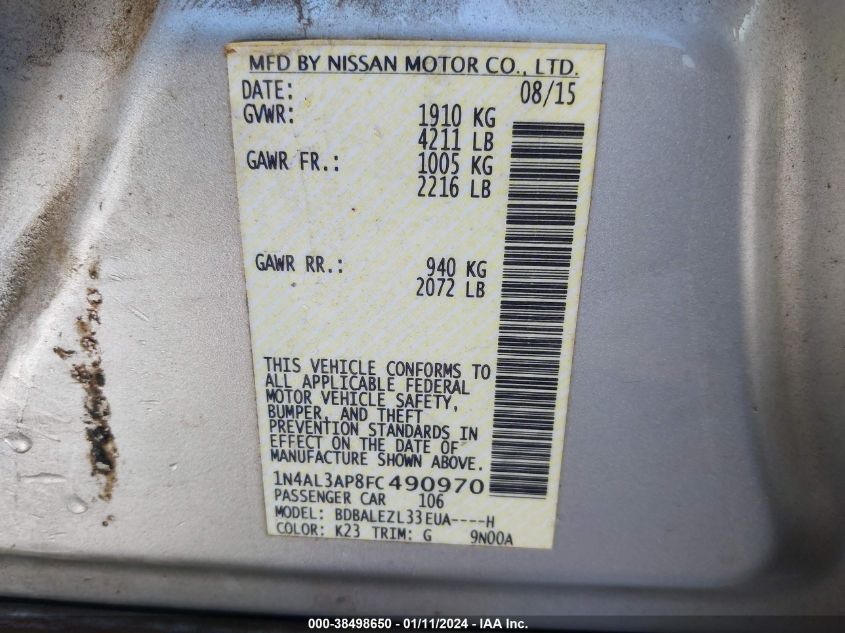 MFD BY NISSAN MOTOR CO., LTD.
DATE: 08/15
GVWR: 1910 KG
4211 LB
GAWR FR.: 1005 KG
2216 LB
GAWR RR.: 940 KG
2072 LB
THIS VEHICLE CONFORMS TO
ALL APPLICABLE FEDERAL
MOTOR VEHICLE SAFETY,
BUMPER, AND THEFT
PREVENTION STANDARDS IN
EFFECT ON THE DATE OF
MANUFACTURE SHOWN ABOVE.
1N4AL3AP8FC490970
PASSENGER CAR 106
MODEL: BDBALEZL33EUA----H
COLOR: K23 TRIM: G 9N00A
000-38498650 - 01/11/2024 - IAA Inc.